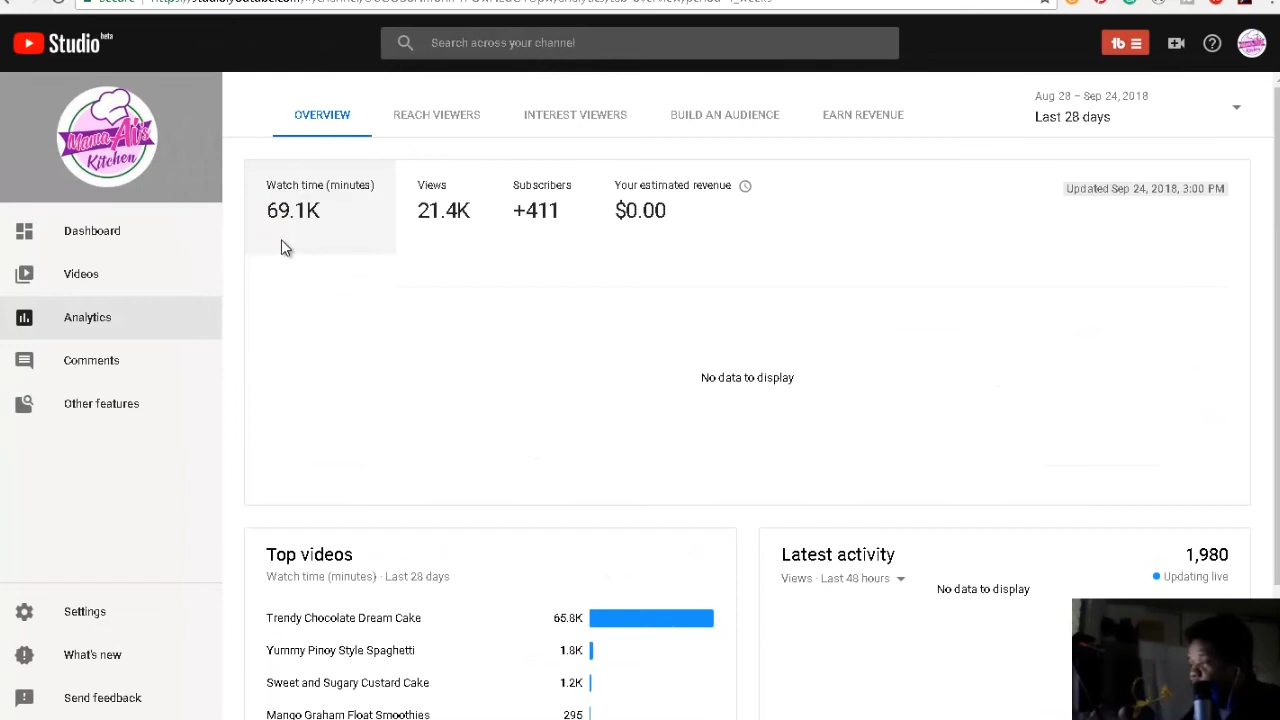 Secure
Studio beta
Search across your channel
Mama Ai's
Kitchen
Dashboard
Videos
Analytics
Comments
Other features
Settings
What's new
Send feedback
OVERVIEW REACH VIEWERS INTEREST VIEWERS BUILD AN AUDIENCE EARN REVENUE
Aug 28 – Sep 24, 2018
Last 28 days
Watch time (minutes) Views Subscribers Your estimated revenue
69.1K 21.4K +411 $0.00
Updated Sep 24, 2018, 3:00 PM
No data to display
Top videos
Watch time (minutes) · Last 28 days
Trendy Chocolate Dream Cake 65.8K
Yummy Pinoy Style Spaghetti 1.8K
Sweet and Sugary Custard Cake 1.2K
Mango Graham Float Smoothies 295
Latest activity 1,980
Views · Last 48 hours Updating live
No data to display